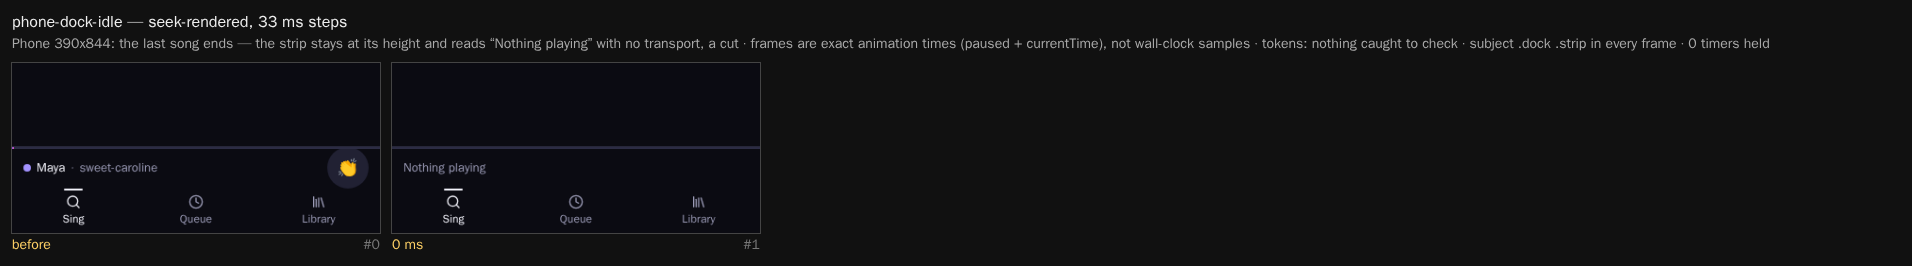 phone-dock-idle — seek-rendered, 33 ms steps
Phone 390x844: the last song ends — the strip stays at its height and reads “Nothing playing” with no transport, a cut · frames are exact animation times (paused + currentTime), not wall-clock samples · tokens: nothing caught to check · subject .dock .strip in every frame · 0 timers held
Maya · sweet-caroline
Sing Queue Library
before #0
Nothing playing
Sing Queue Library
0 ms #1